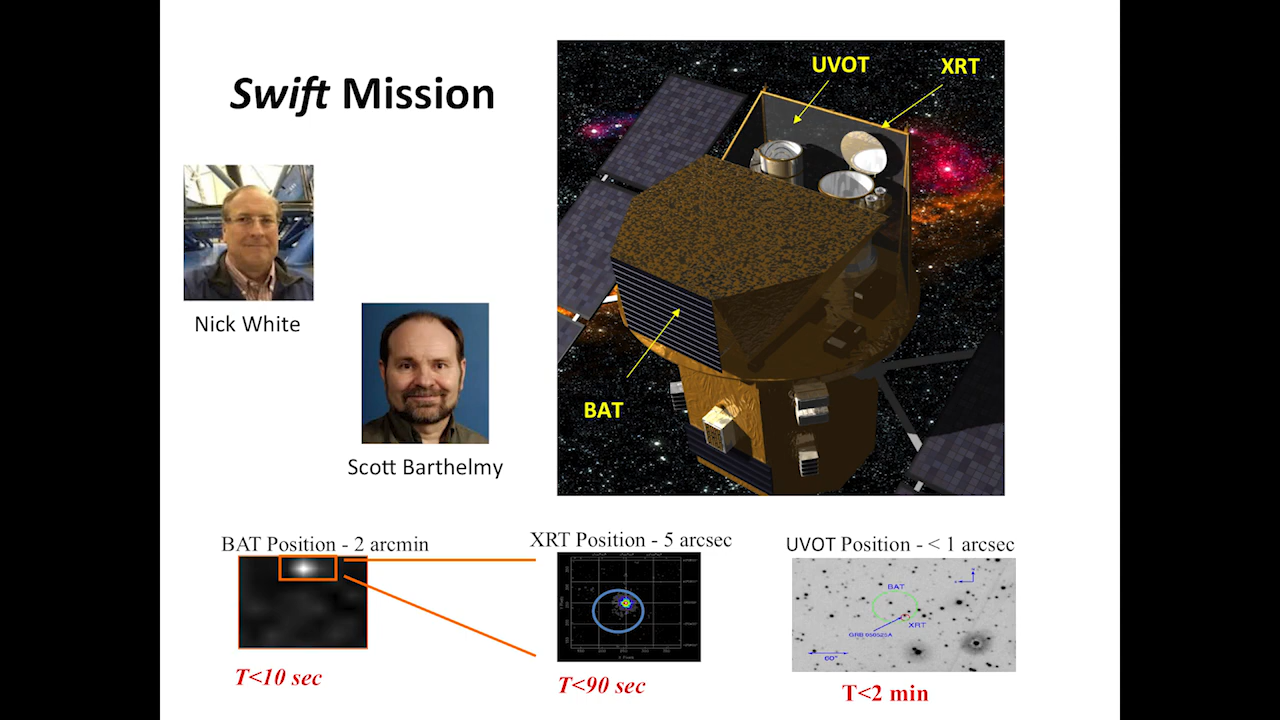 Swift Mission
UVOT
XRT
Nick White
BAT
Scott Barthelmy
BAT Position - 2 arcmin
XRT Position - 5 arcsec
UVOT Position - < 1 arcsec
BAT
XRT
60"
T<10 sec
T<90 sec
T<2 min